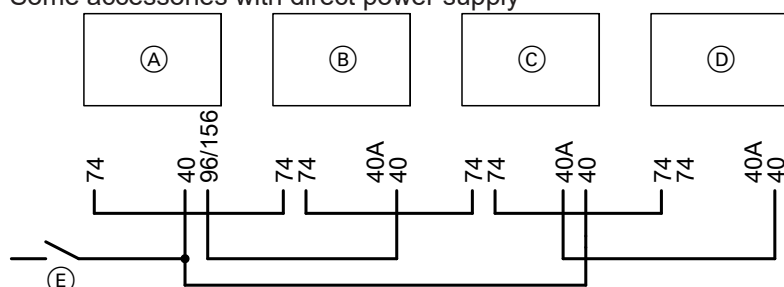 Some accessories with direct power supply
A B C D
74 40 96/156 74 74 40A 40 74 74 40A 40 74 74 40A 40
E